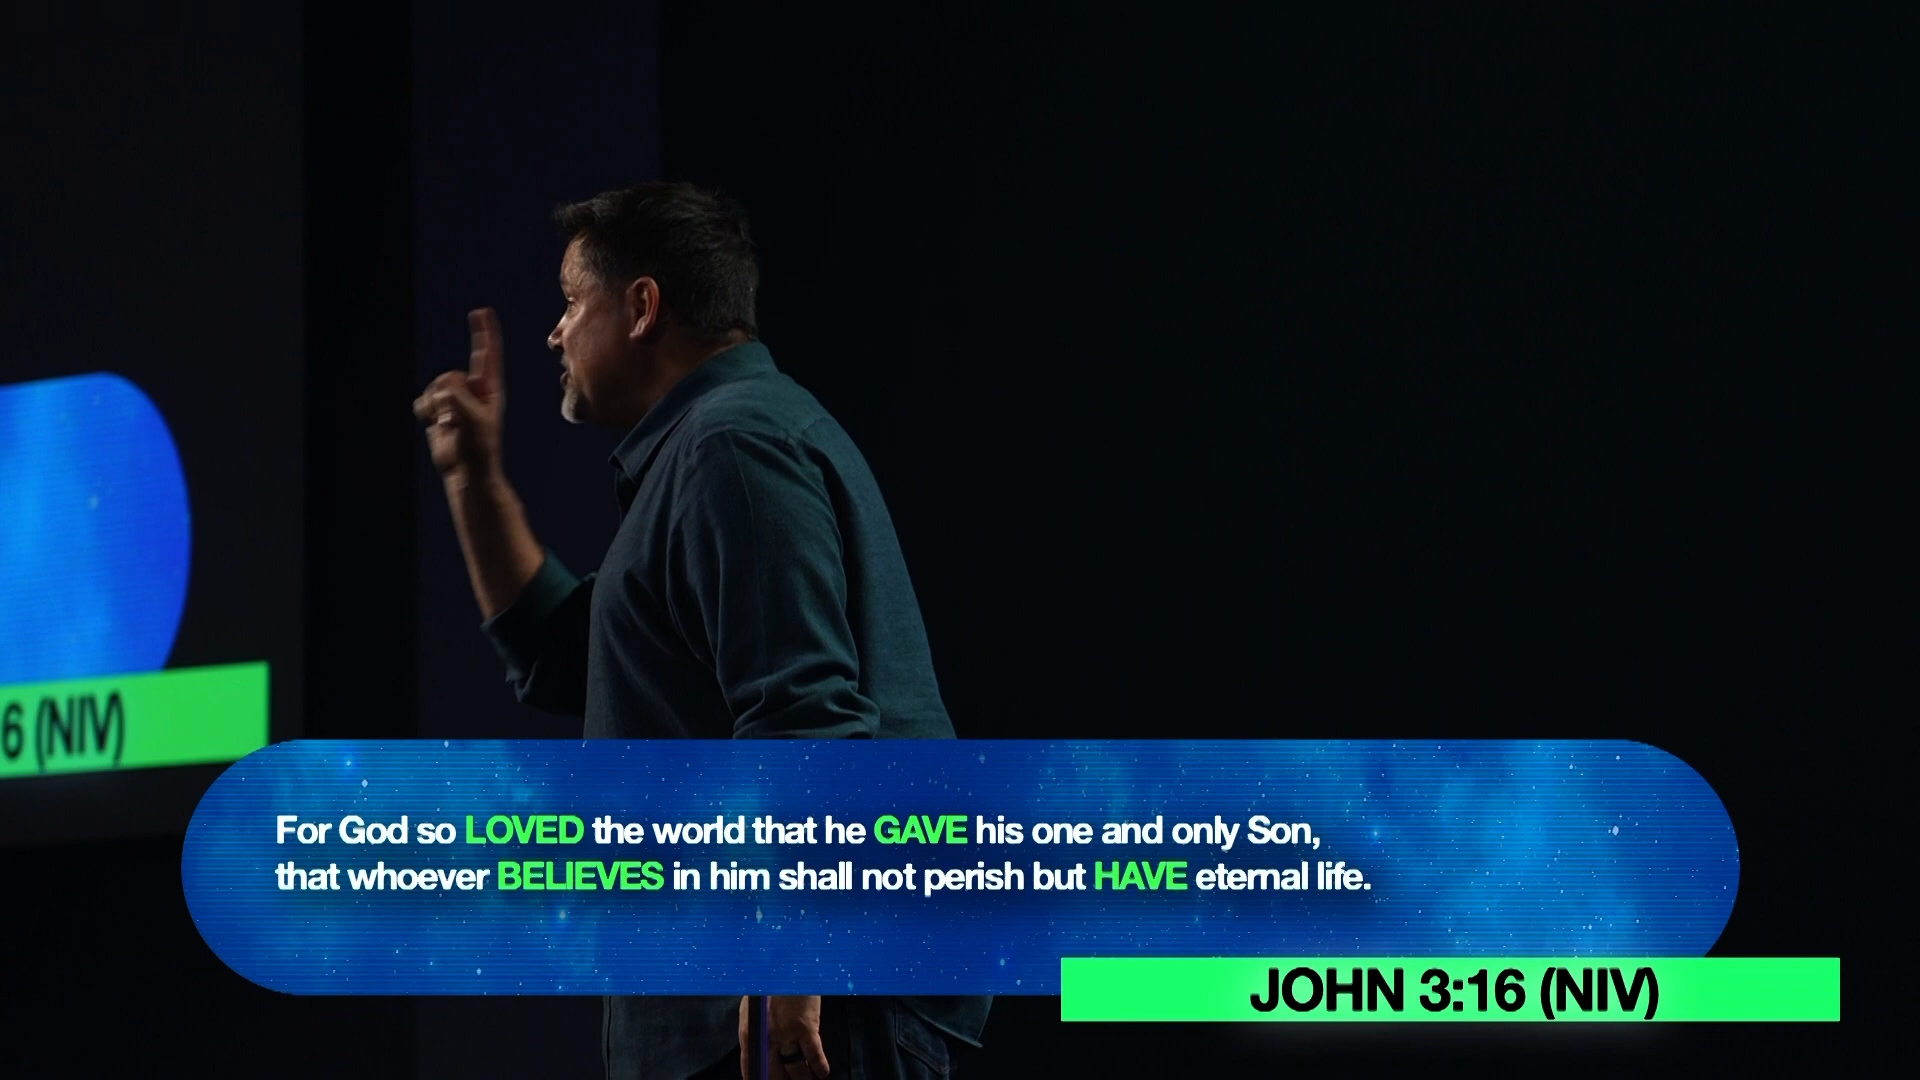 6 (NIV)
For God so LOVED the world that he GAVE his one and only Son,
that whoever BELIEVES in him shall not perish but HAVE eternal life.
JOHN 3:16 (NIV)